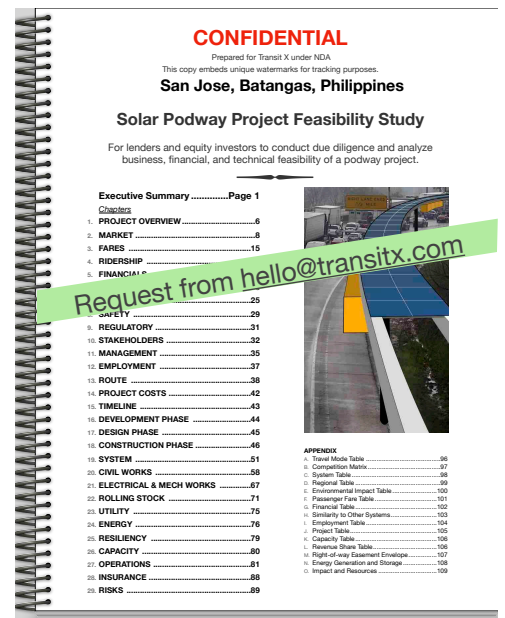 CONFIDENTIAL
Prepared for Transit X under NDA
This copy embeds unique watermarks for tracking purposes.
San Jose, Batangas, Philippines
Solar Podway Project Feasibility Study
For lenders and equity investors to conduct due diligence and analyze
business, financial, and technical feasibility of a podway project.
Executive Summary .............Page 1
Chapters
1. PROJECT OVERVIEW ...................................6
2. MARKET ...................................8
3. FARES ...................................15
4. RIDERSHIP
5. FINANCIALS
Request from hello@transitx.com
25
8. SAFETY ...................................29
9. REGULATORY ...................................31
10. STAKEHOLDERS ...................................32
11. MANAGEMENT ...................................35
12. EMPLOYMENT ...................................37
13. ROUTE ...................................38
14. PROJECT COSTS ...................................42
15. TIMELINE ...................................43
16. DEVELOPMENT PHASE ...................................44
17. DESIGN PHASE ...................................45
18. CONSTRUCTION PHASE ...................................46
19. SYSTEM ...................................51
20. CIVIL WORKS ...................................58
21. ELECTRICAL & MECH WORKS ............67
22. ROLLING STOCK ...................................71
23. UTILITY ...................................75
24. ENERGY ...................................76
25. RESILIENCY ...................................79
26. CAPACITY ...................................80
27. OPERATIONS ...................................81
28. INSURANCE ...................................88
29. RISKS ...................................89
APPENDIX
A. Travel Mode Table ...................................96
B. Competition Matrix ...................................97
C. System Table ...................................98
D. Regional Table ...................................99
E. Environmental Impact Table ...................................100
F. Passenger Fare Table ...................................101
G. Financial Table ...................................102
H. Similarity to Other Systems ...................................103
I. Employment Table ...................................104
J. Project Table ...................................105
K. Capacity Table ...................................106
L. Revenue Share Table ...................................106
M. Right-of-way Easement Envelope ............107
N. Energy Generation and Storage ............108
O. Impact and Resources ...................................109